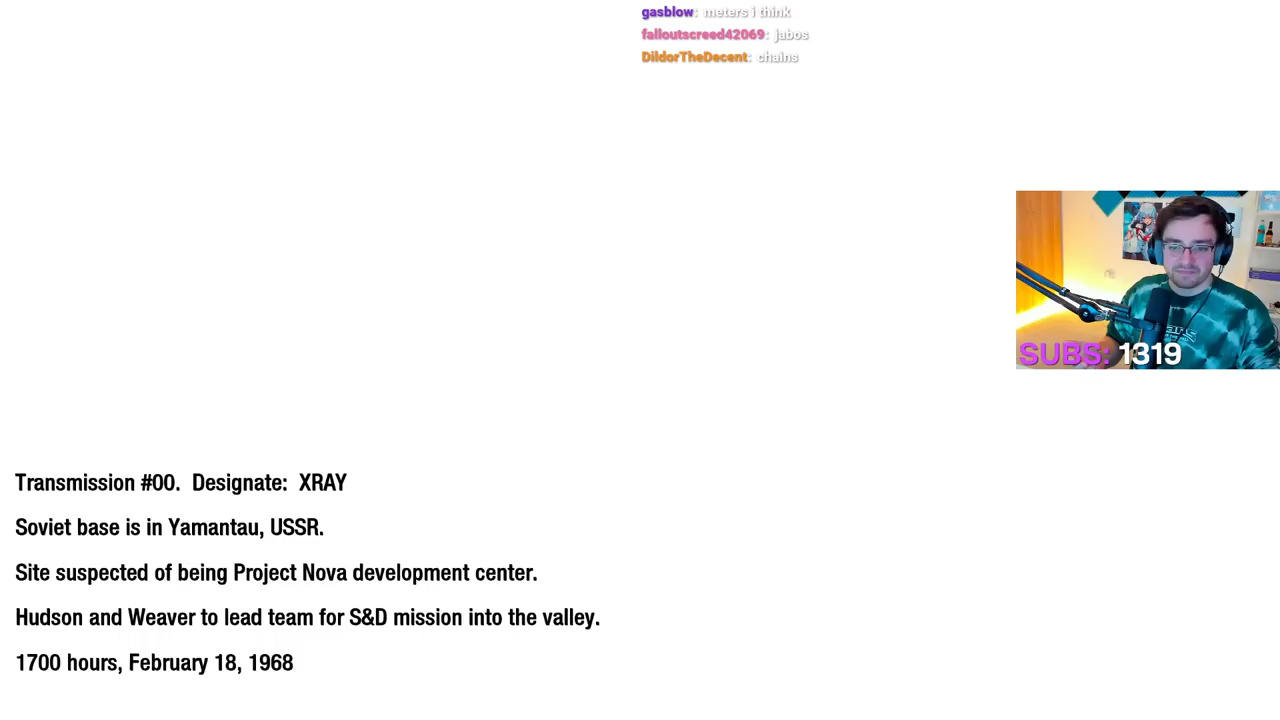 gasblow: meters i think
falloutscreed42069: jabos
DildorTheDecent: chains
SUBS: 1319
Transmission #00. Designate: XRAY
Soviet base is in Yamantau, USSR.
Site suspected of being Project Nova development center.
Hudson and Weaver to lead team for S&D mission into the valley.
1700 hours, February 18, 1968